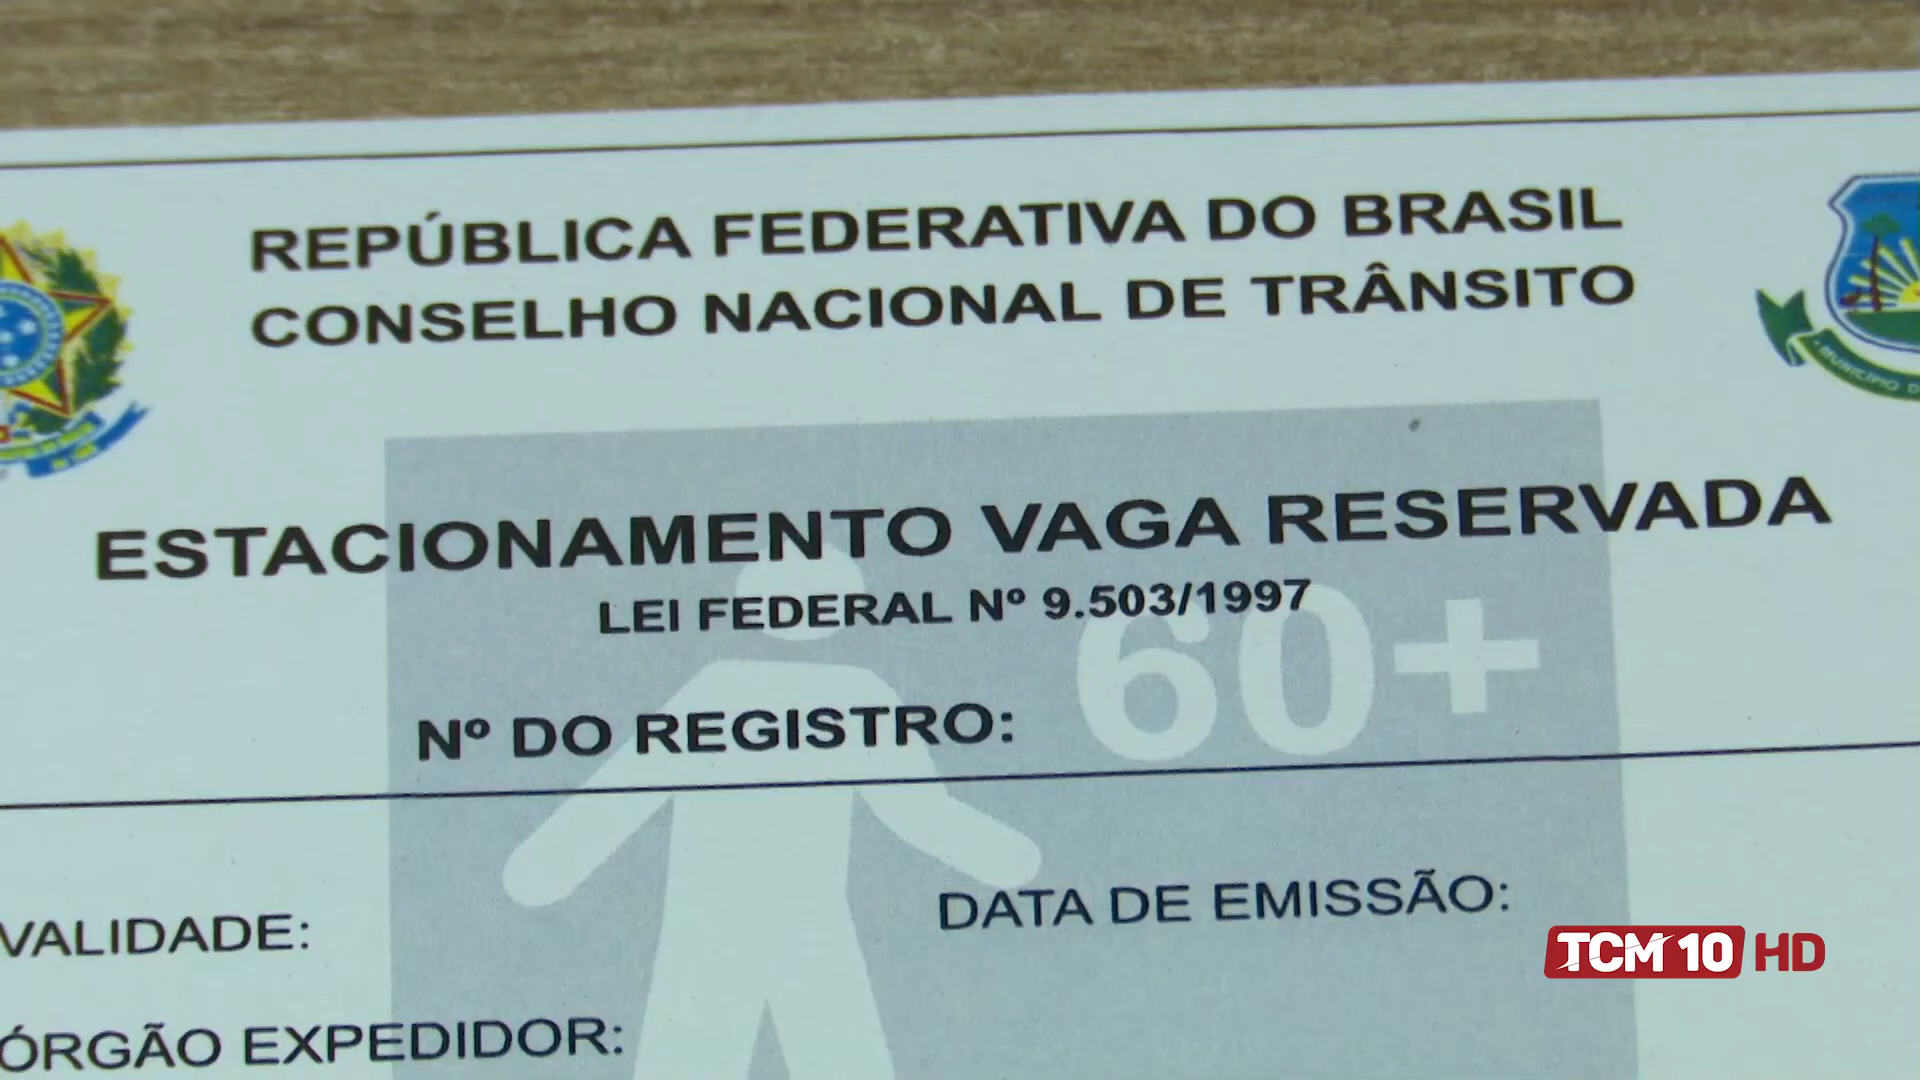 REPÚBLICA FEDERATIVA DO BRASIL
CONSELHO NACIONAL DE TRÂNSITO
MUNICÍPIO
ESTACIONAMENTO VAGA RESERVADA
LEI FEDERAL Nº 9.503/1997
60+
Nº DO REGISTRO:
VALIDADE:
DATA DE EMISSÃO:
TCM 10 HD
ÓRGÃO EXPEDIDOR: